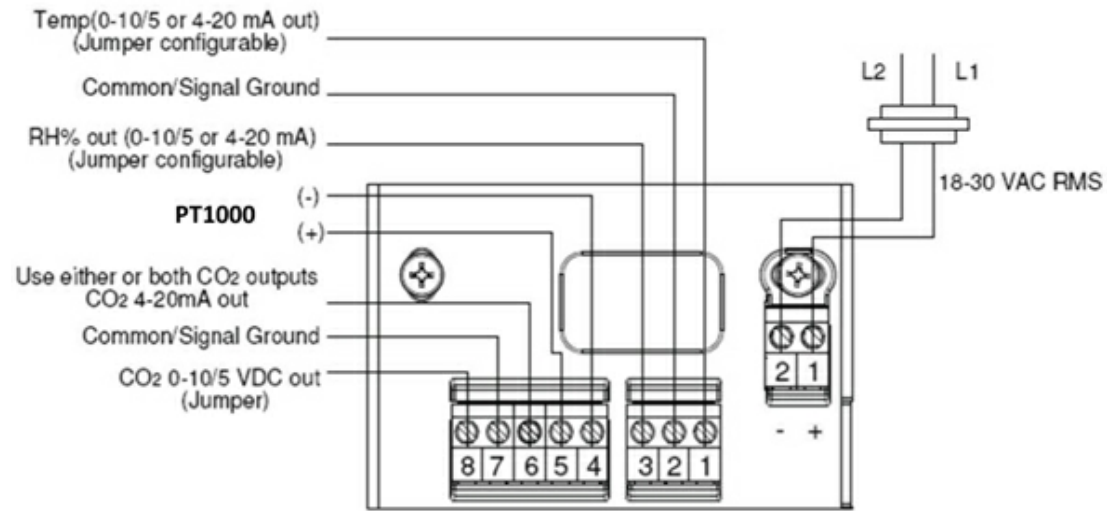 Temp(0-10/5 or 4-20 mA out)
(Jumper configurable)
Common/Signal Ground
RH% out (0-10/5 or 4-20 mA)
(Jumper configurable)
(-)
PT1000
(+)
Use either or both CO2 outputs
CO2 4-20mA out
Common/Signal Ground
CO2 0-10/5 VDC out
(Jumper)
L2 L1
18-30 VAC RMS
2 1
- +
8 7 6 5 4 3 2 1